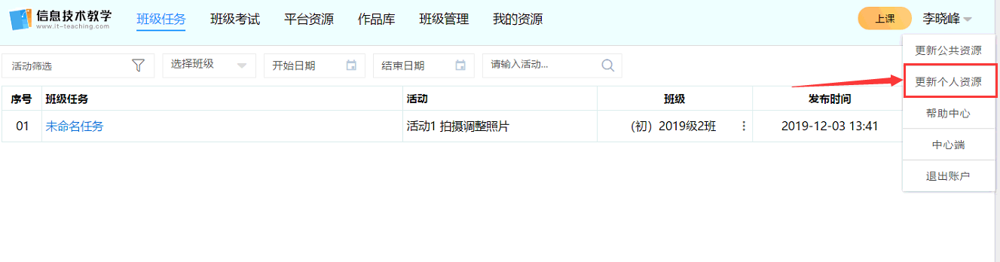 信息技术教学
www.it-teaching.com
班级任务 班级考试 平台资源 作品库 班级管理 我的资源
上课 李晓峰
更新公共资源
更新个人资源
帮助中心
中心端
退出账户
活动筛选 选择班级 开始日期 结束日期 请输入活动...
序号 班级任务 活动 班级 发布时间
01 未命名任务 活动1 拍摄调整照片 (初) 2019级2班 2019-12-03 13:41